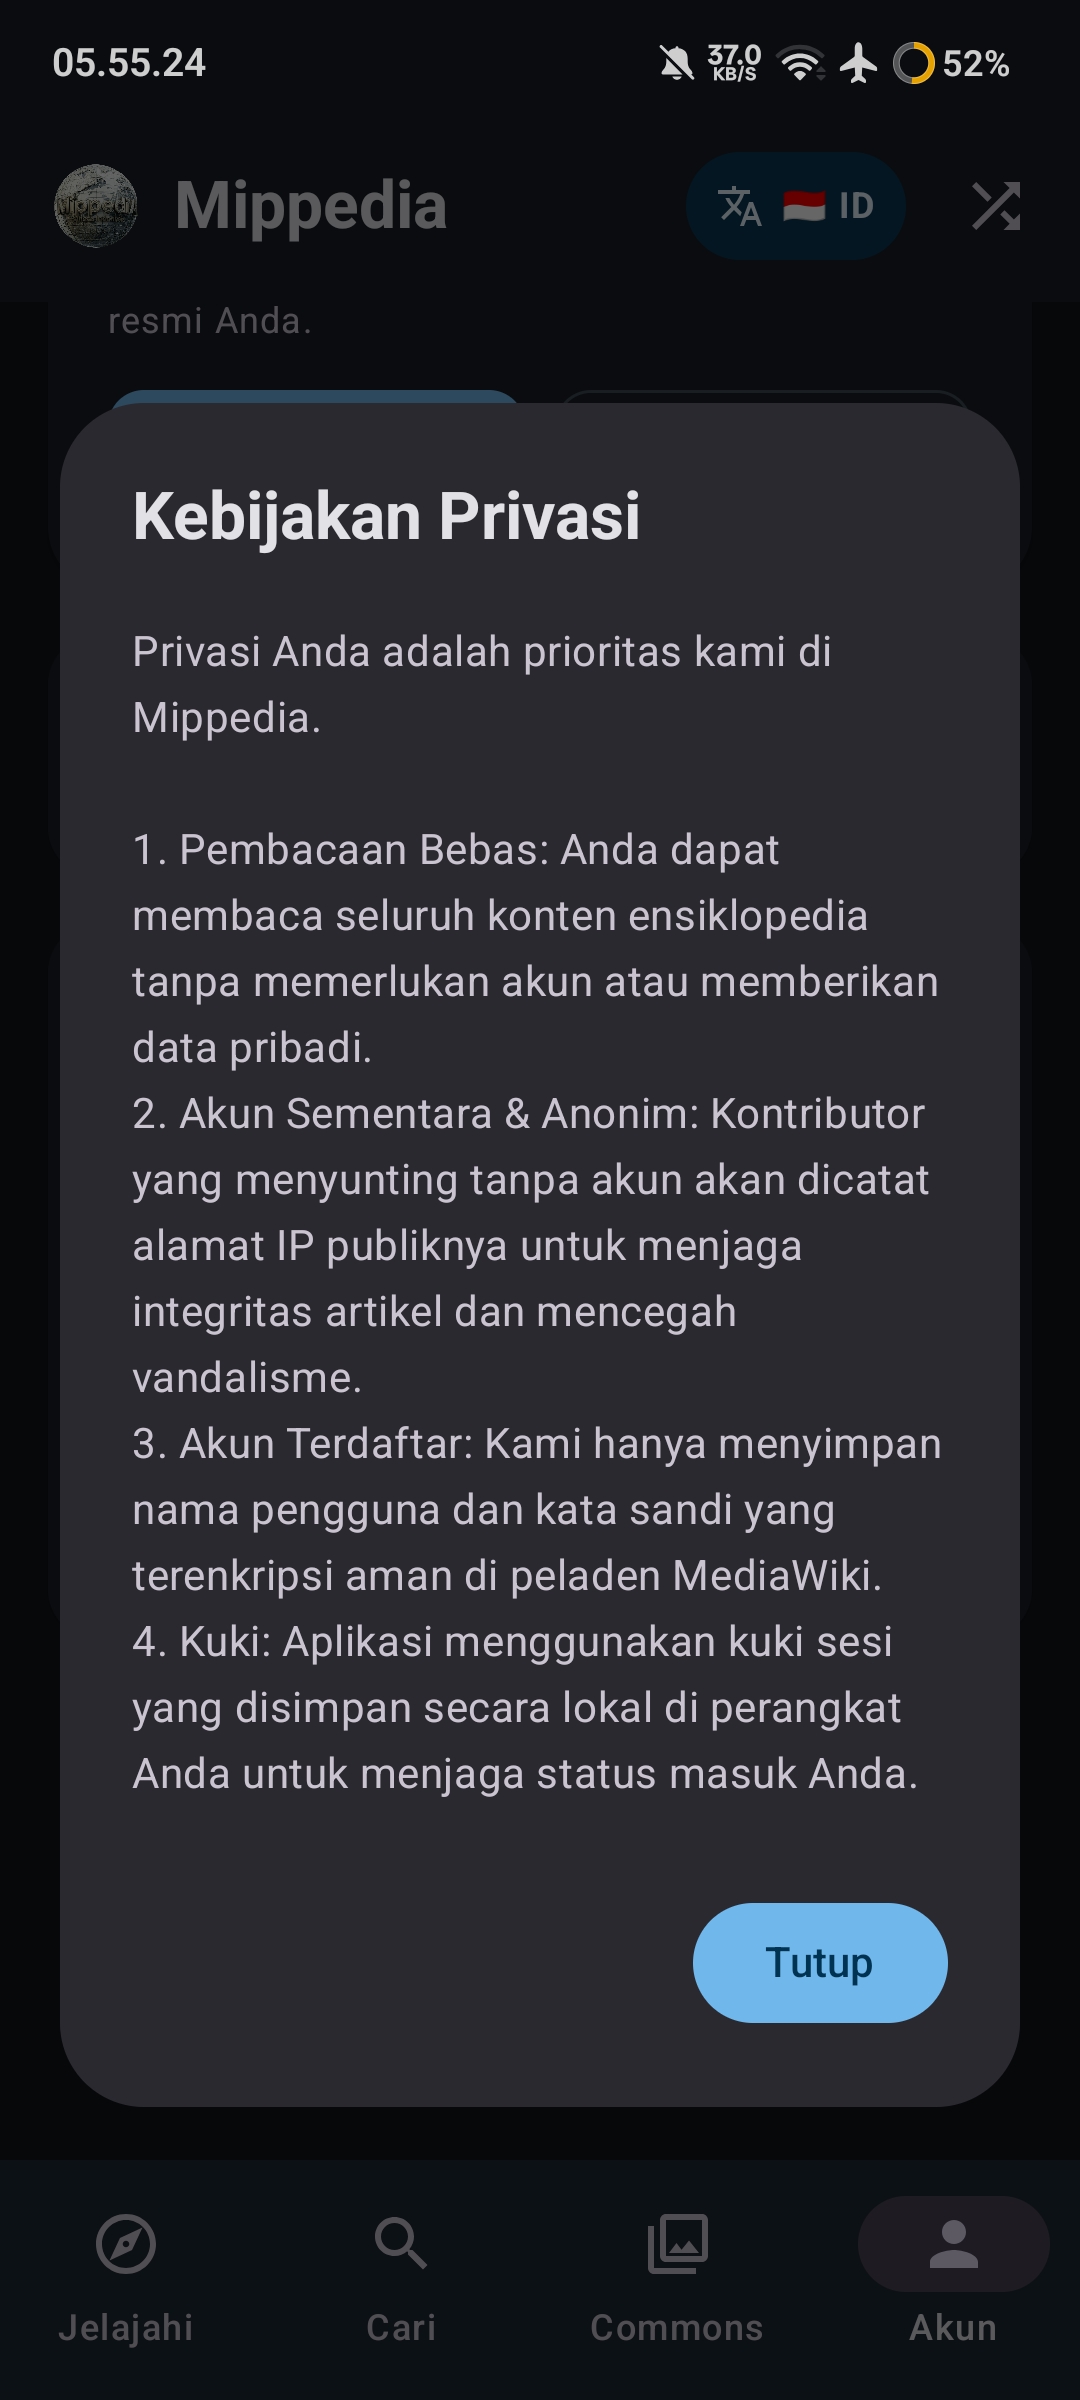 05.55.24
37.0
KB/S
52%
Mippedia
ID
resmi Anda.
Kebijakan Privasi
Privasi Anda adalah prioritas kami di
Mippedia.
1. Pembacaan Bebas: Anda dapat
membaca seluruh konten ensiklopedia
tanpa memerlukan akun atau memberikan
data pribadi.
2. Akun Sementara & Anonim: Kontributor
yang menyunting tanpa akun akan dicatat
alamat IP publiknya untuk menjaga
integritas artikel dan mencegah
vandalisme.
3. Akun Terdaftar: Kami hanya menyimpan
nama pengguna dan kata sandi yang
terenkripsi aman di peladen MediaWiki.
4. Kuki: Aplikasi menggunakan kuki sesi
yang disimpan secara lokal di perangkat
Anda untuk menjaga status masuk Anda.
Tutup
Jelajahi
Cari
Commons
Akun